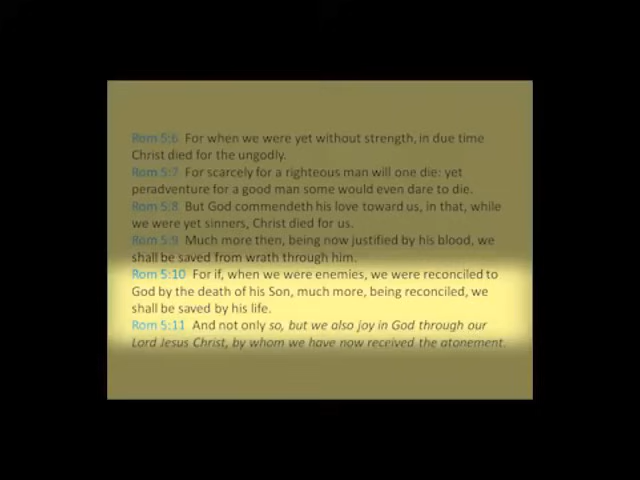 Rom 5:6 For when we were yet without strength, in due time
Christ died for the ungodly.
Rom 5:7 For scarcely for a righteous man will one die: yet
peradventure for a good man some would even dare to die.
Rom 5:8 But God commendeth his love toward us, in that, while
we were yet sinners, Christ died for us.
Rom 5:9 Much more then, being now justified by his blood, we
shall be saved from wrath through him.
Rom 5:10 For if, when we were enemies, we were reconciled to
God by the death of his Son, much more, being reconciled, we
shall be saved by his life.
Rom 5:11 And not only so, but we also joy in God through our
Lord Jesus Christ, by whom we have now received the atonement.